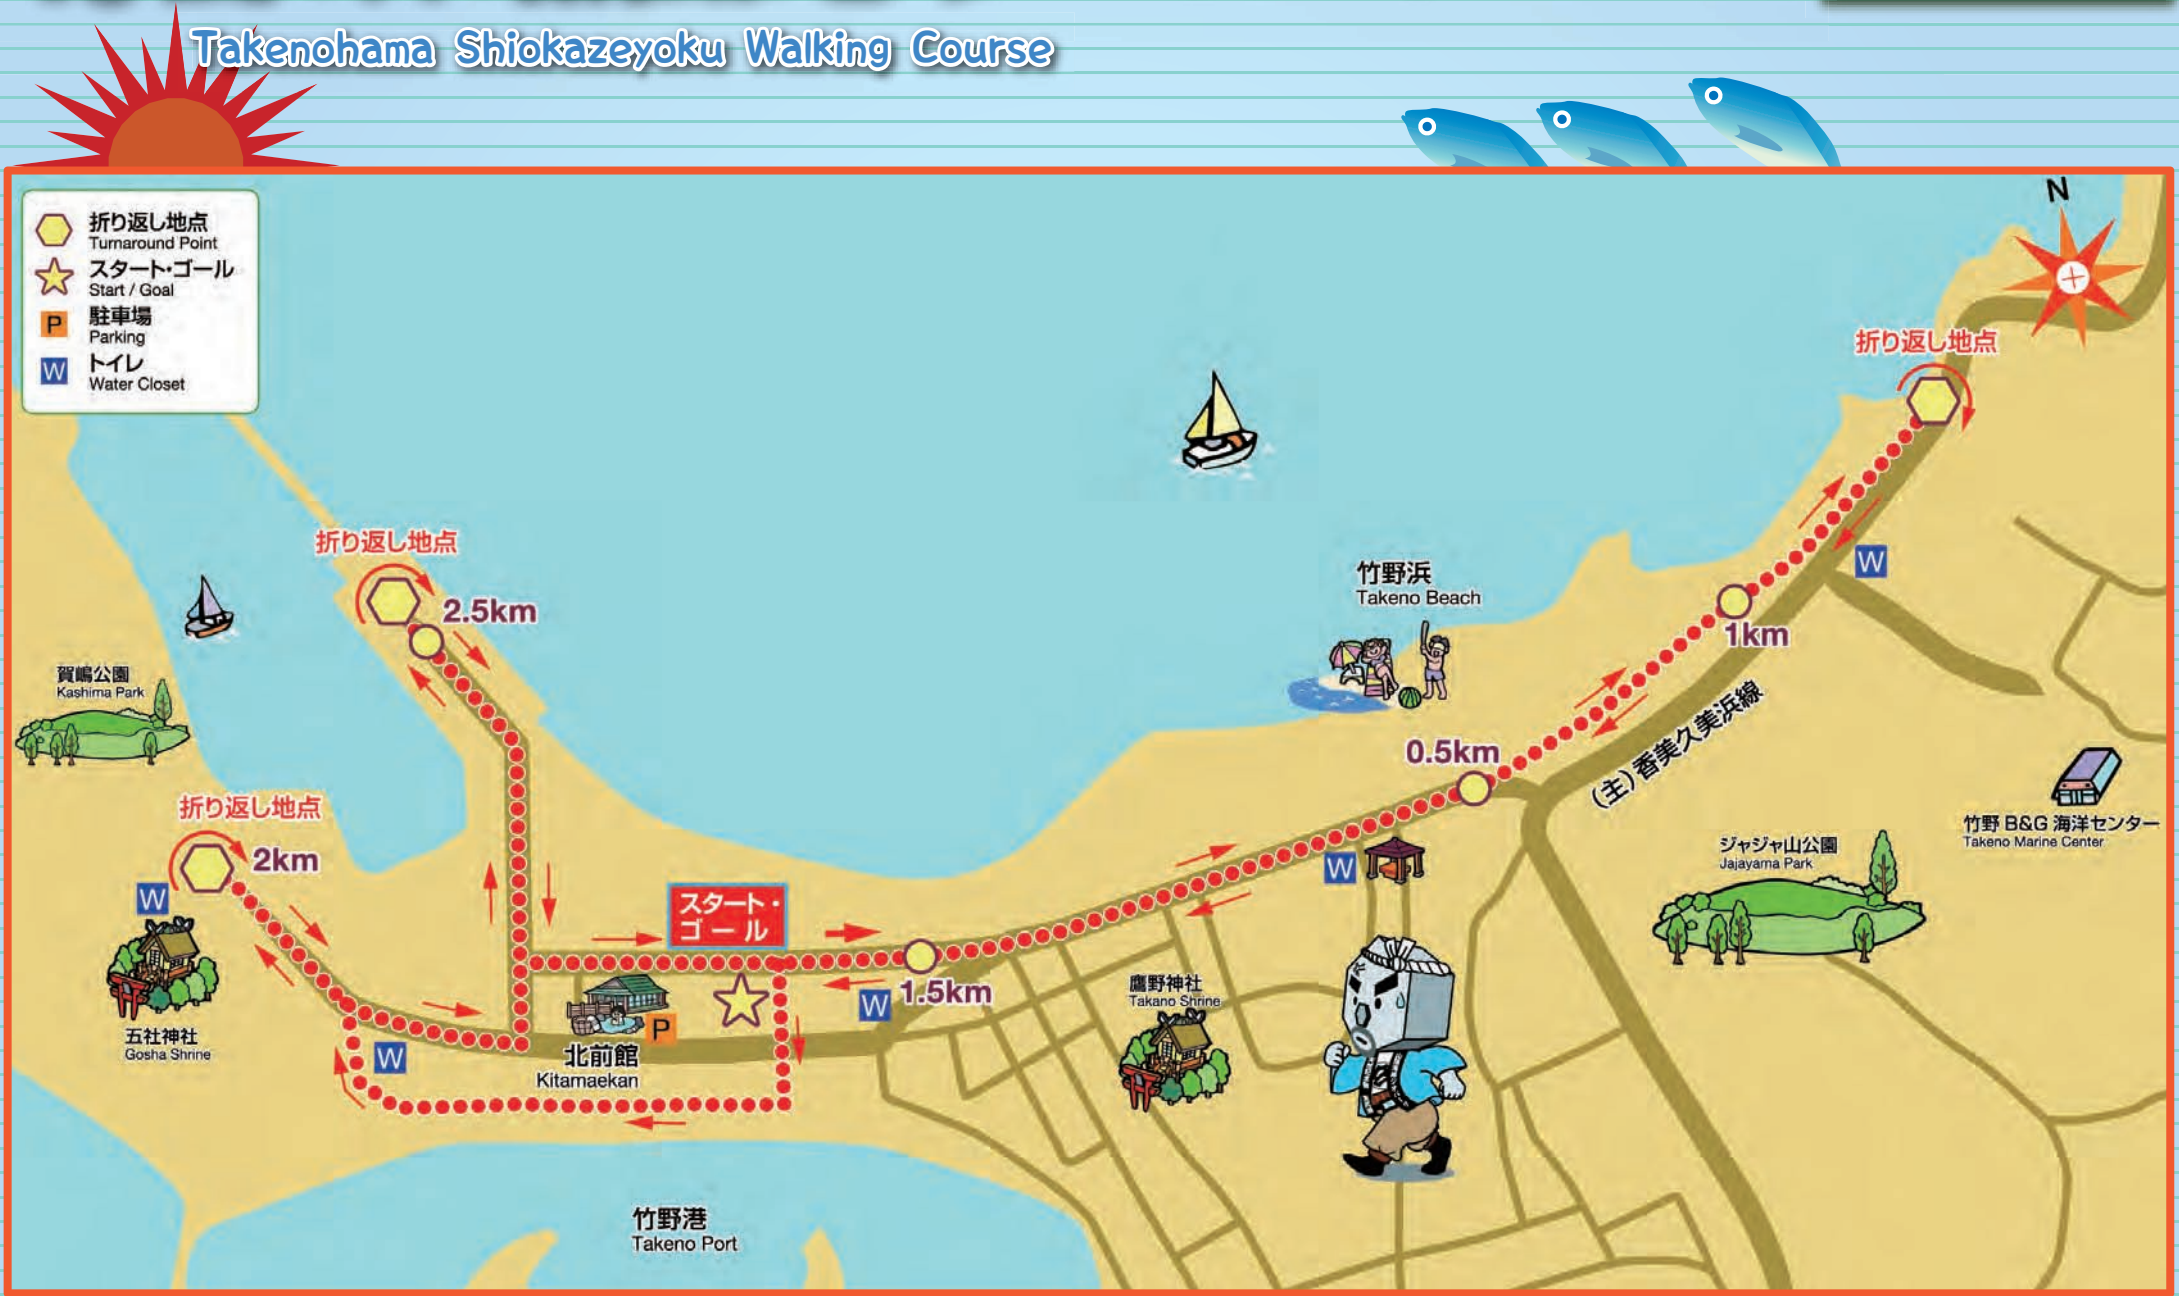 Takenohama Shiokazeyoku Walking Course
折り返し地点
Turnaround Point
スタート・ゴール
Start / Goal
P
駐車場
Parking
W
トイレ
Water Closet
N
折り返し地点
折り返し地点
2.5km
竹野浜
Takeno Beach
W
1km
賀嶋公園
Kashima Park
(主)香美久美浜線
0.5km
折り返し地点
2km
W
スタート・
ゴール
W
竹野 B&G 海洋センター
Takeno Marine Center
ジャジャ山公園
Jajayama Park
五社神社
Gosha Shrine
W
P
北前館
Kitamaekan
W
1.5km
鷹野神社
Takano Shrine
竹野港
Takeno Port